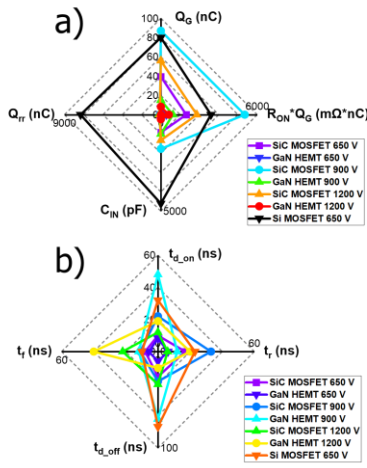 a)
100
Q_G (nC)
80
60
40
20
0
Q_rr (nC)
9000
6000
R_ON*Q_G (mΩ*nC)
C_IN (pF)
5000
SiC MOSFET 650 V
GaN HEMT 650 V
SiC MOSFET 900 V
GaN HEMT 900 V
SiC MOSFET 1200 V
GaN HEMT 1200 V
Si MOSFET 650 V
b)
60
t_d_on (ns)
40
t_f (ns)
60
60
t_r (ns)
t_d_off (ns)
100
SiC MOSFET 650 V
GaN HEMT 650 V
SiC MOSFET 900 V
GaN HEMT 900 V
SiC MOSFET 1200 V
GaN HEMT 1200 V
Si MOSFET 650 V